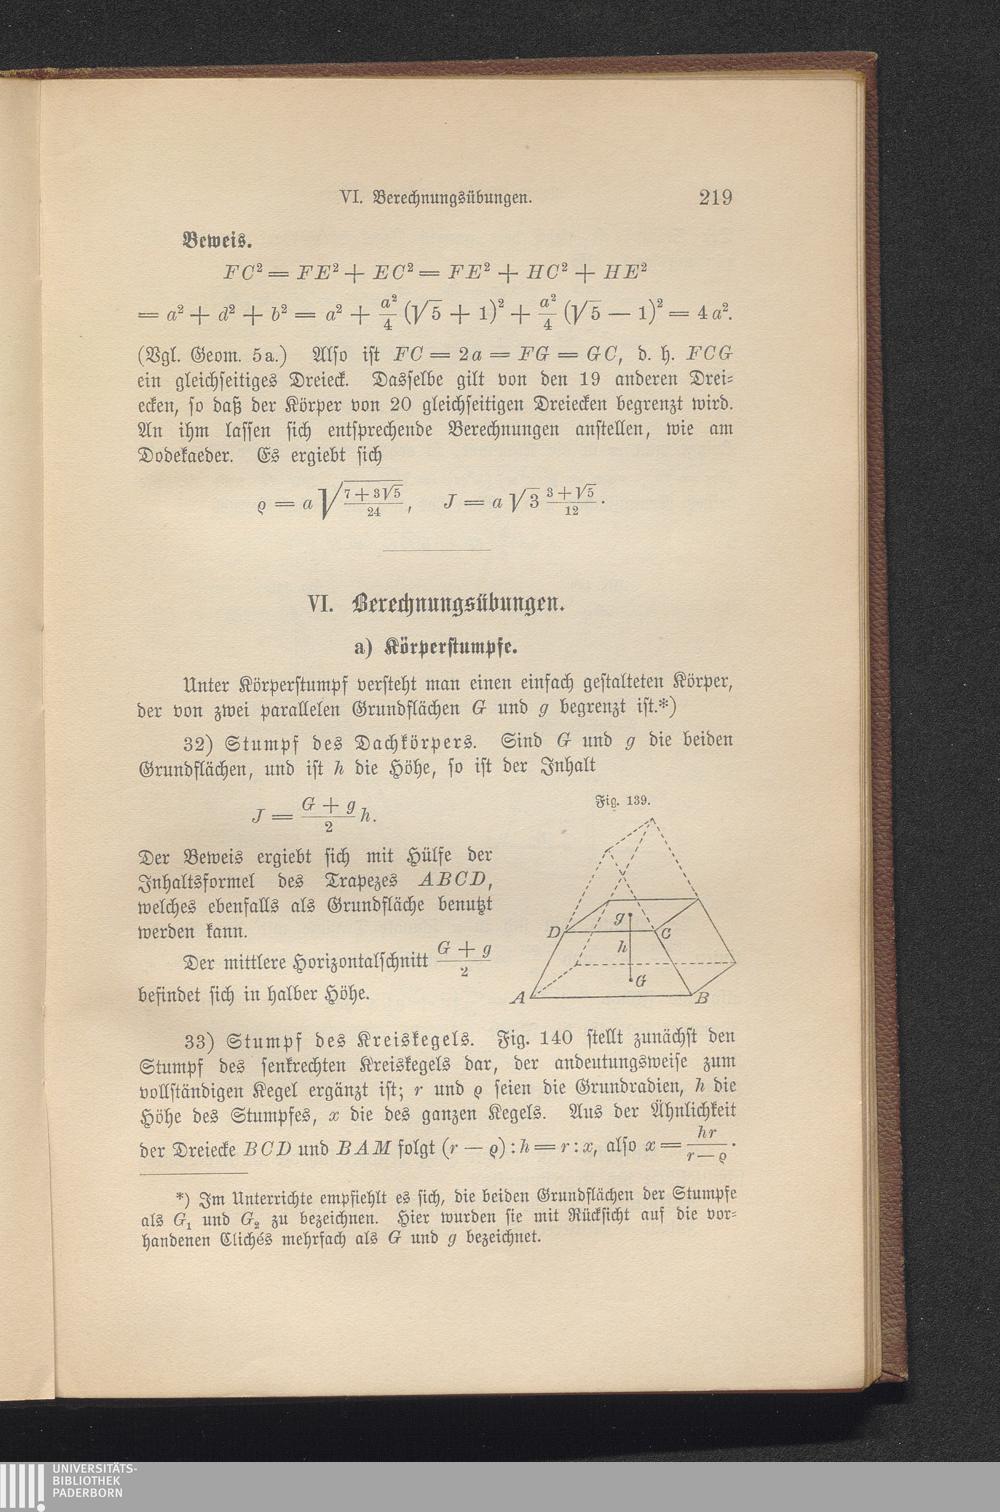 VI. Berechnungsübungen. 219
Beweis.
FC² = FE² + EC² = FE² + HC² + HE²
= a² + d² + b² = a² + a²/4 (√5 + 1)² + a²/4 (√5 — 1)² = 4 a².
(Vgl. Geom. 5a.) Also ist FC = 2a = FG = GC, d. h. FCG
ein gleichseitiges Dreieck. Dasselbe gilt von den 19 anderen Drei-
ecken, so daß der Körper von 20 gleichseitigen Dreiecken begrenzt wird.
An ihm lassen sich entsprechende Berechnungen anstellen, wie am
Dodekaeder. Es ergiebt sich
ϱ = a √((7 + 3√5)/24), J = a √3 (3 + √5)/12.
VI. Berechnungsübungen.
a) Körperstumpfe.
Unter Körperstumpf versteht man einen einfach gestalteten Körper,
der von zwei parallelen Grundflächen G und g begrenzt ist.*)
32) Stumpf des Dachkörpers. Sind G und g die beiden
Grundflächen, und ist h die Höhe, so ist der Inhalt
J = (G + g)/2 h.
Der Beweis ergiebt sich mit Hülfe der
Inhaltsformel des Trapezes ABCD,
welches ebenfalls als Grundfläche benutzt
werden kann.
Der mittlere Horizontalschnitt (G + g)/2
befindet sich in halber Höhe.
Fig. 139.
g
D
C
h
G
A
B
33) Stumpf des Kreiskegels. Fig. 140 stellt zunächst den
Stumpf des senkrechten Kreiskegels dar, der andeutungsweise zum
vollständigen Kegel ergänzt ist; r und ϱ seien die Grundradien, h die
Höhe des Stumpfes, x die des ganzen Kegels. Aus der Ähnlichkeit
der Dreiecke BCD und BAM folgt (r — ϱ) : h = r : x, also x = hr/(r — ϱ).
*) Im Unterrichte empfiehlt es sich, die beiden Grundflächen der Stumpfe
als G₁ und G₂ zu bezeichnen. Hier wurden sie mit Rücksicht auf die vor-
handenen Clichés mehrfach als G und g bezeichnet.
UNIVERSITÄTS-
BIBLIOTHEK
PADERBORN